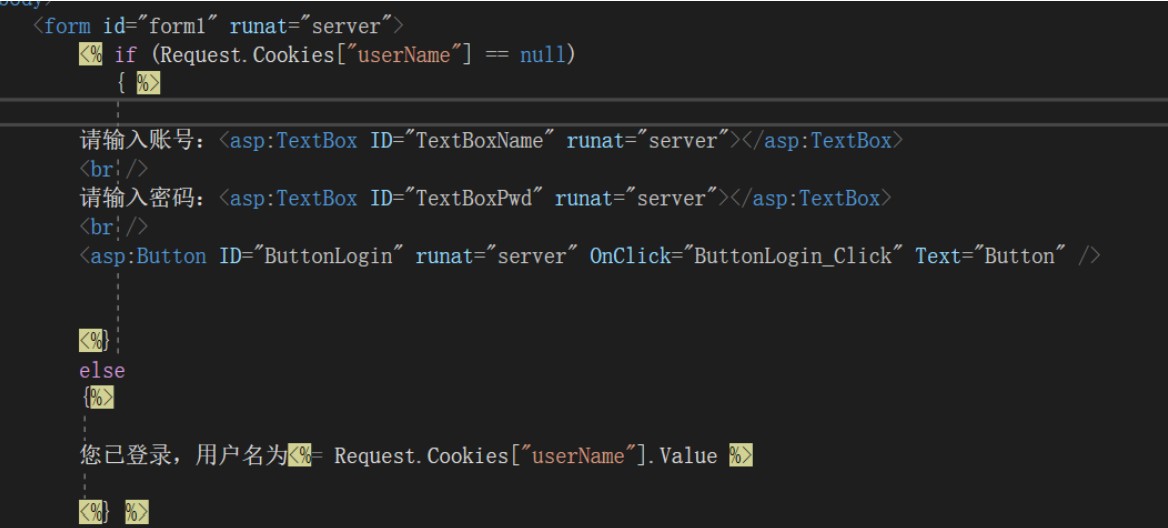 body>
<form id="form1" runat="server">
<% if (Request.Cookies["userName"] == null)
{ %>
请输入账号：<asp:TextBox ID="TextBoxName" runat="server"></asp:TextBox>
<br />
请输入密码：<asp:TextBox ID="TextBoxPwd" runat="server"></asp:TextBox>
<br />
<asp:Button ID="ButtonLogin" runat="server" OnClick="ButtonLogin_Click" Text="Button" />
<%}
else
{%>
您已登录，用户名为<%= Request.Cookies["userName"].Value %>
<%} %>